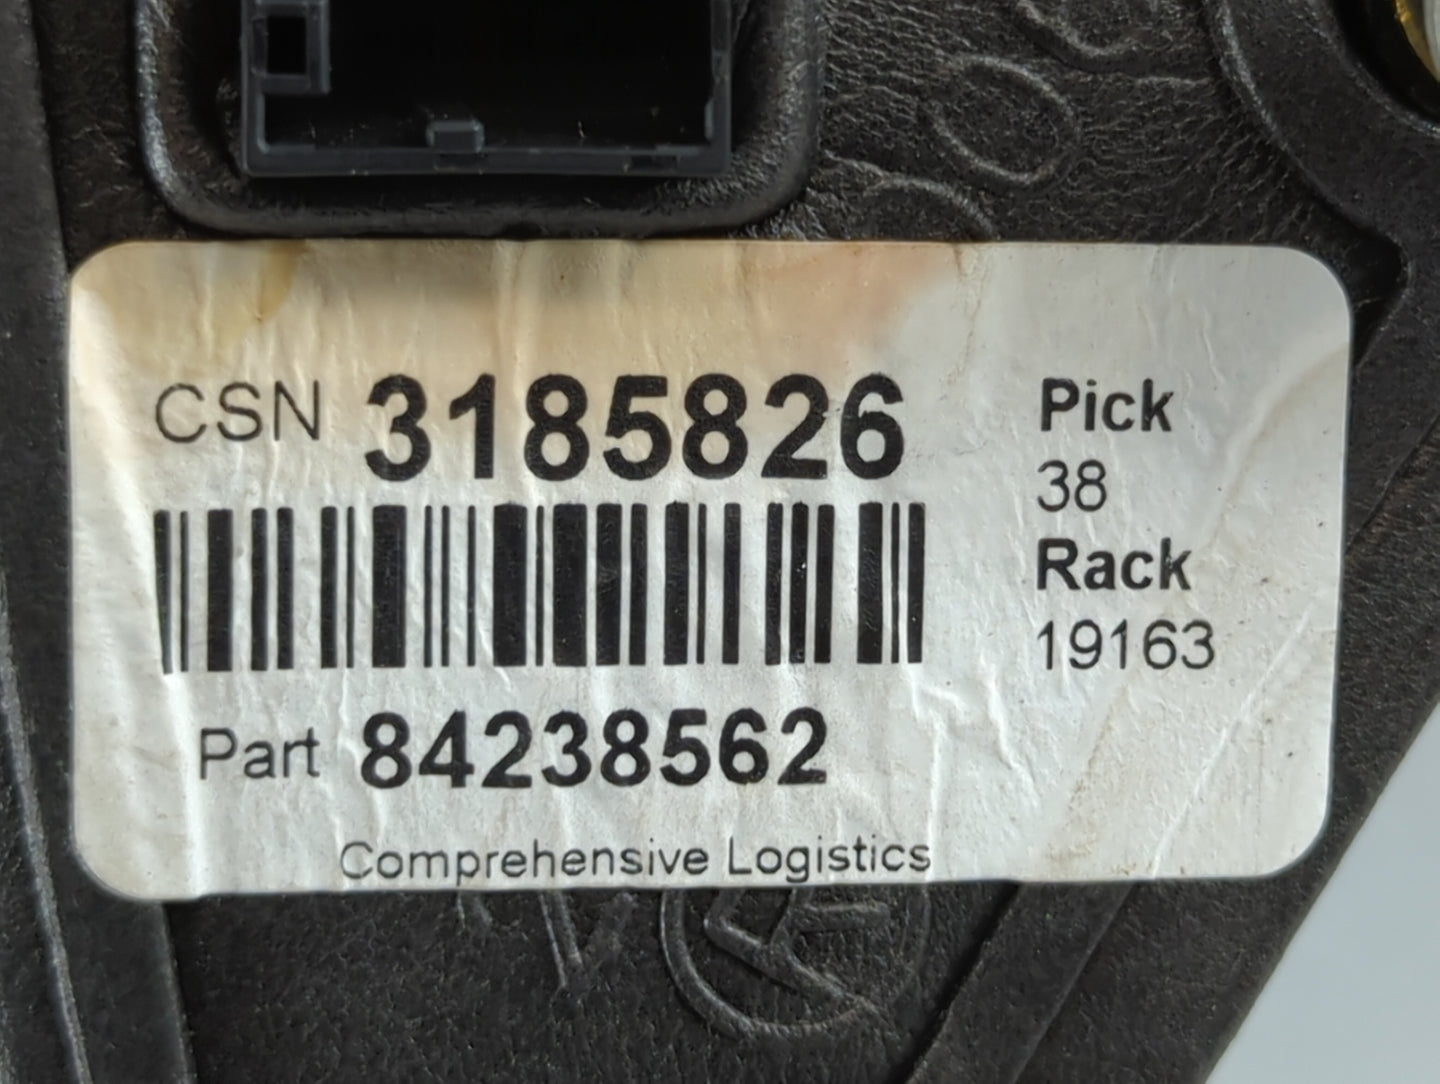 CSN 3185826
Pick
38
Rack
19163
Part 84238562
Comprehensive Logistics